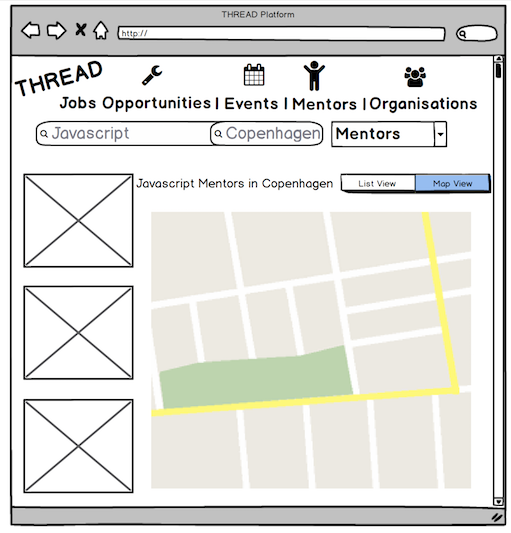 THREAD Platform
http://
THREAD
Jobs Opportunities | Events | Mentors | Organisations
Javascript
Copenhagen
Mentors
Javascript Mentors in Copenhagen
List View
Map View